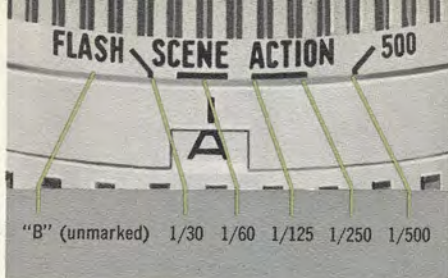 FLASH SCENE ACTION 500
A
"B" (unmarked) 1/30 1/60 1/125 1/250 1/500